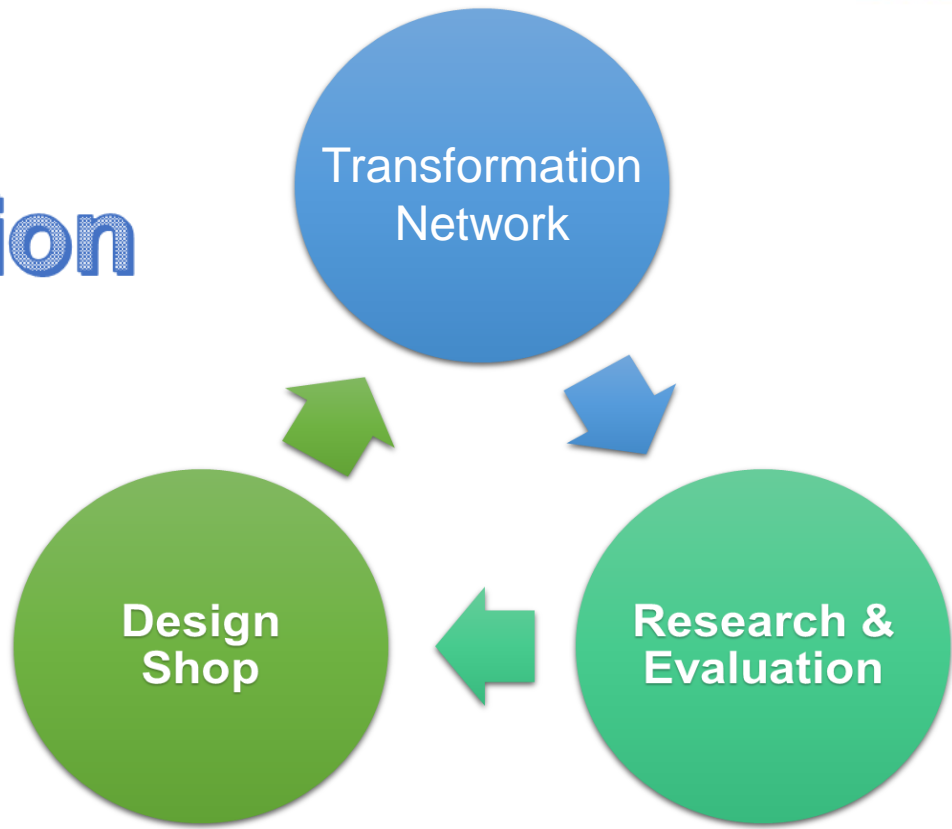 Transformation
Network
ion
Design
Shop
Research &
Evaluation